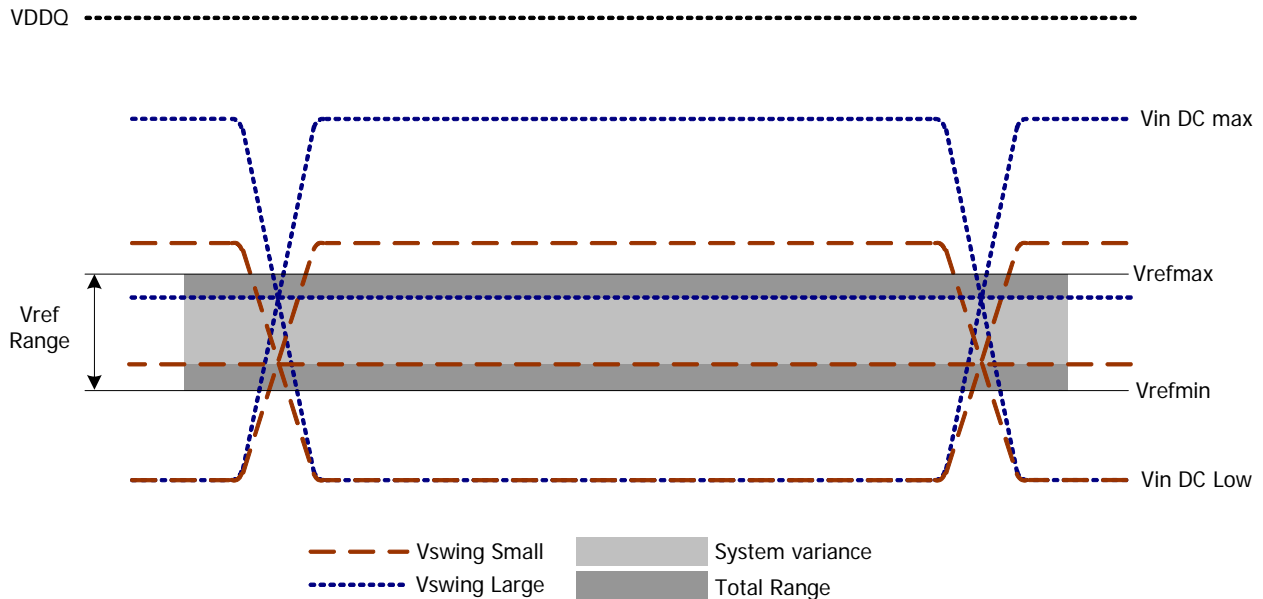 VDDQ
Vin DC max
Vrefmax
Vref
Range
Vrefmin
Vin DC Low
Vswing Small
System variance
Vswing Large
Total Range